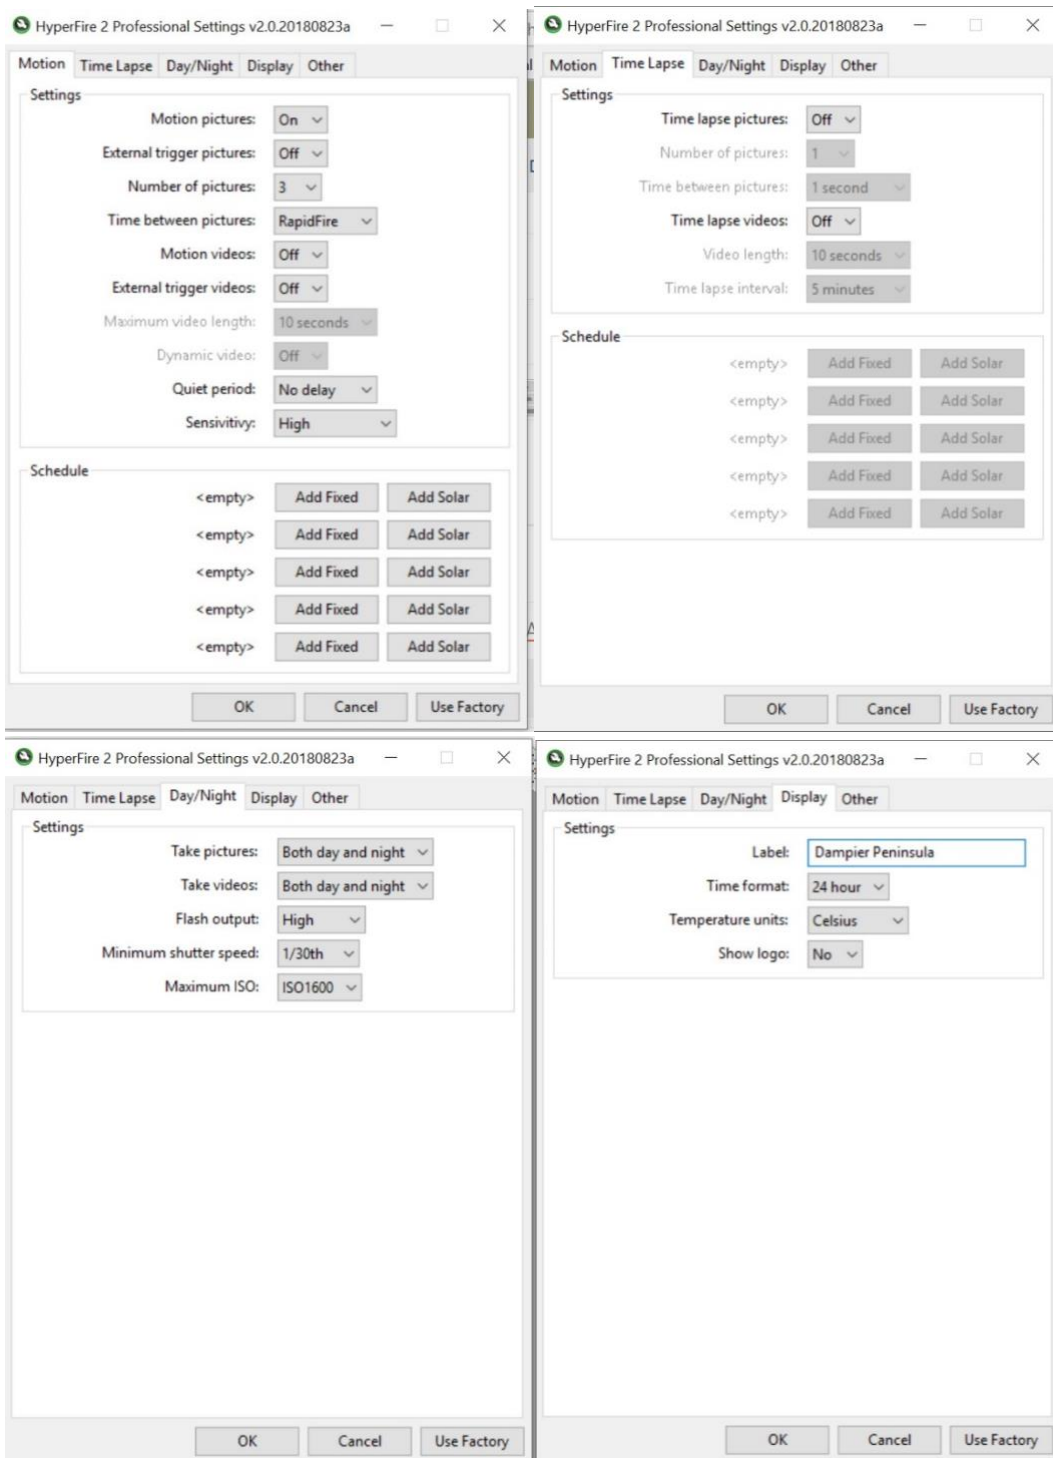 HyperFire 2 Professional Settings v2.0.20180823a
Motion Time Lapse Day/Night Display Other
Settings
Motion pictures: On
External trigger pictures: Off
Number of pictures: 3
Time between pictures: RapidFire
Motion videos: Off
External trigger videos: Off
Maximum video length: 10 seconds
Dynamic video: Off
Quiet period: No delay
Sensivitivy: High
Schedule
<empty> Add Fixed Add Solar
<empty> Add Fixed Add Solar
<empty> Add Fixed Add Solar
<empty> Add Fixed Add Solar
<empty> Add Fixed Add Solar
OK Cancel Use Factory
HyperFire 2 Professional Settings v2.0.20180823a
Motion Time Lapse Day/Night Display Other
Settings
Time lapse pictures: Off
Number of pictures: 1
Time between pictures: 1 second
Time lapse videos: Off
Video length: 10 seconds
Time lapse interval: 5 minutes
Schedule
<empty> Add Fixed Add Solar
<empty> Add Fixed Add Solar
<empty> Add Fixed Add Solar
<empty> Add Fixed Add Solar
<empty> Add Fixed Add Solar
OK Cancel Use Factory
HyperFire 2 Professional Settings v2.0.20180823a
Motion Time Lapse Day/Night Display Other
Settings
Take pictures: Both day and night
Take videos: Both day and night
Flash output: High
Minimum shutter speed: 1/30th
Maximum ISO: ISO1600
OK Cancel Use Factory
HyperFire 2 Professional Settings v2.0.20180823a
Motion Time Lapse Day/Night Display Other
Settings
Label: Dampier Peninsula
Time format: 24 hour
Temperature units: Celsius
Show logo: No
OK Cancel Use Factory